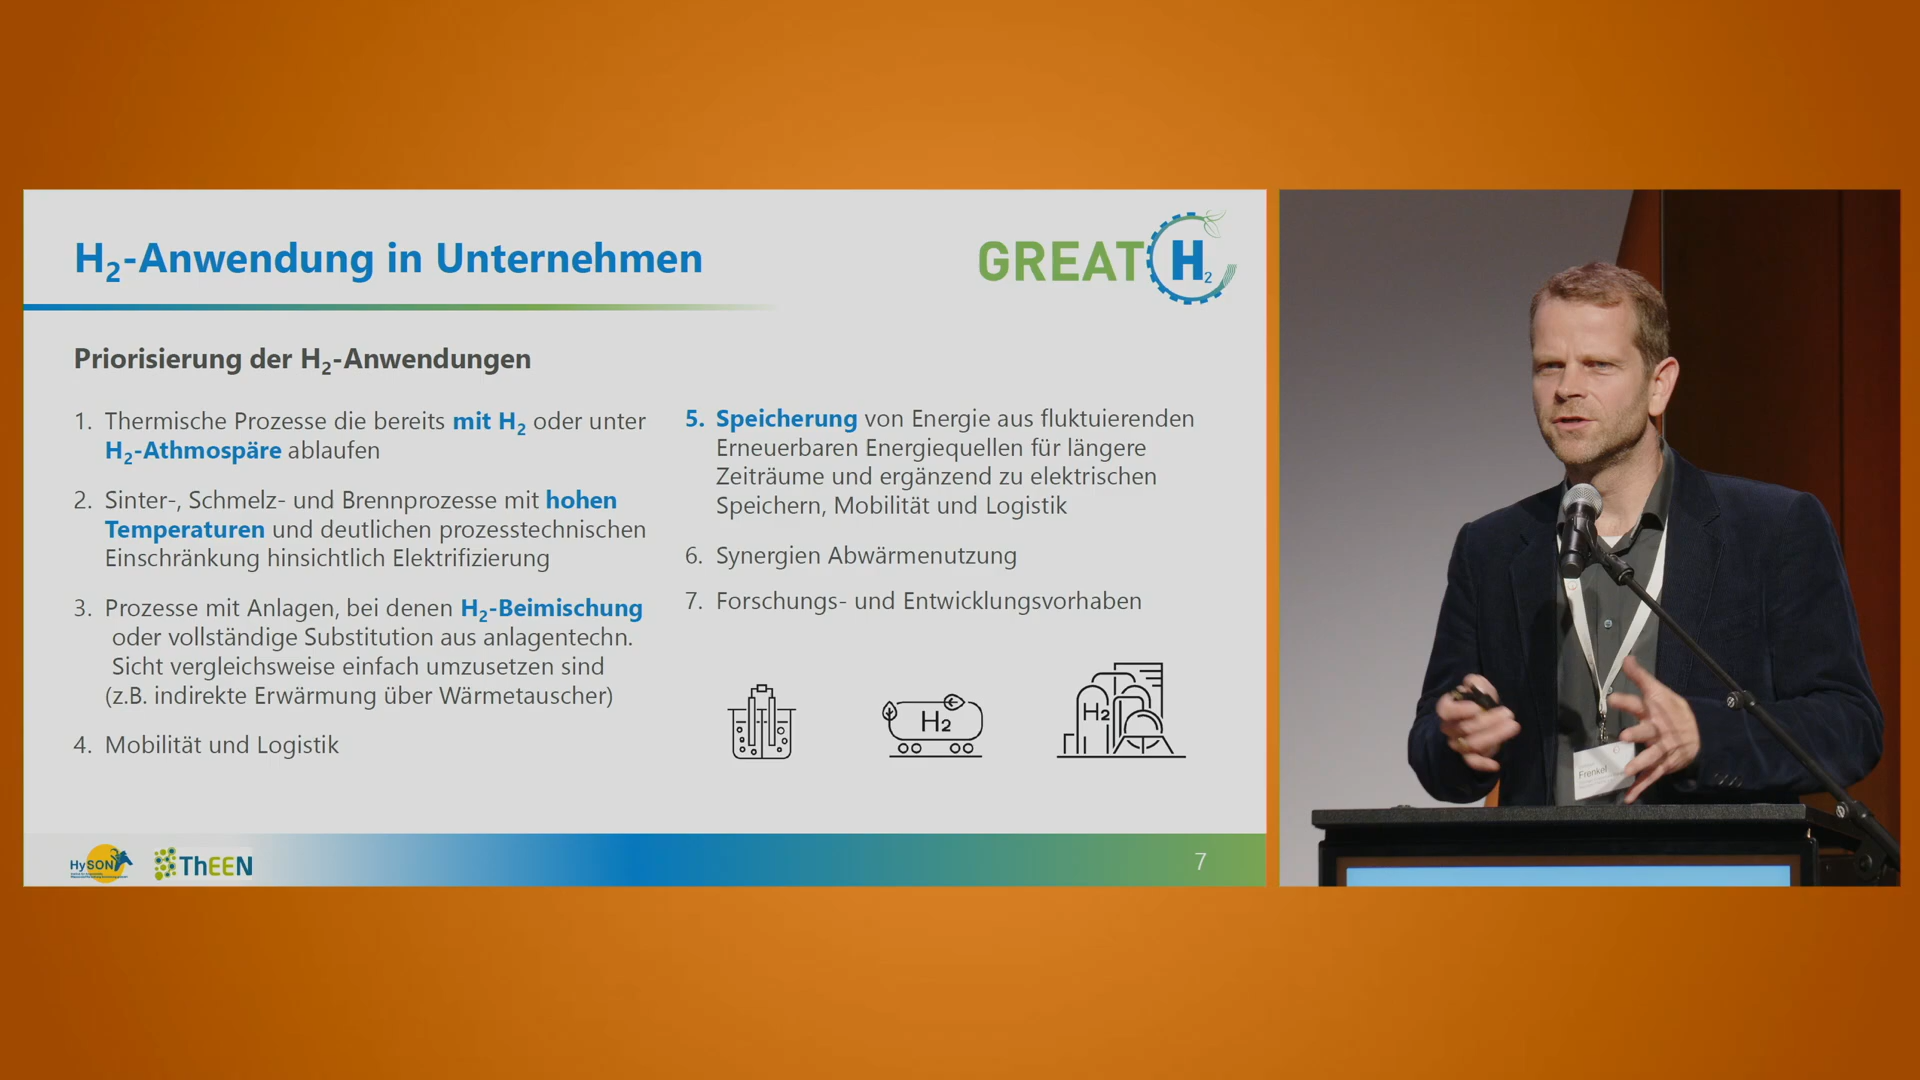 H2-Anwendung in Unternehmen
GREAT H2
Priorisierung der H2-Anwendungen
1. Thermische Prozesse die bereits mit H2 oder unter
H2-Athmospäre ablaufen
2. Sinter-, Schmelz- und Brennprozesse mit hohen
Temperaturen und deutlichen prozesstechnischen
Einschränkung hinsichtlich Elektrifizierung
3. Prozesse mit Anlagen, bei denen H2-Beimischung
oder vollständige Substitution aus anlagentechn.
Sicht vergleichsweise einfach umzusetzen sind
(z.B. indirekte Erwärmung über Wärmetauscher)
4. Mobilität und Logistik
5. Speicherung von Energie aus fluktuierenden
Erneuerbaren Energiequellen für längere
Zeiträume und ergänzend zu elektrischen
Speichern, Mobilität und Logistik
6. Synergien Abwärmenutzung
7. Forschungs- und Entwicklungsvorhaben
H2
H2
HySON
ThEEN
7
Frenkel